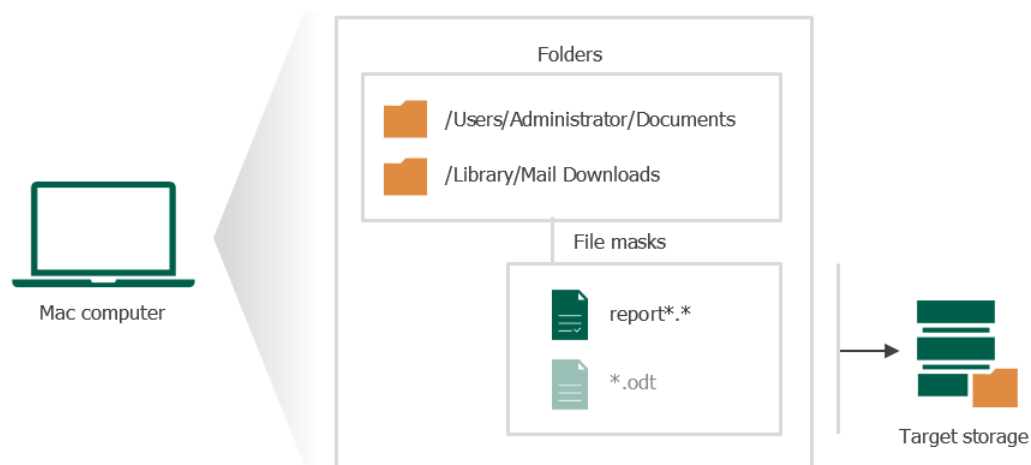 Folders
/Users/Administrator/Documents
/Library/Mail Downloads
File masks
report*.*
*.odt
Mac computer
Target storage